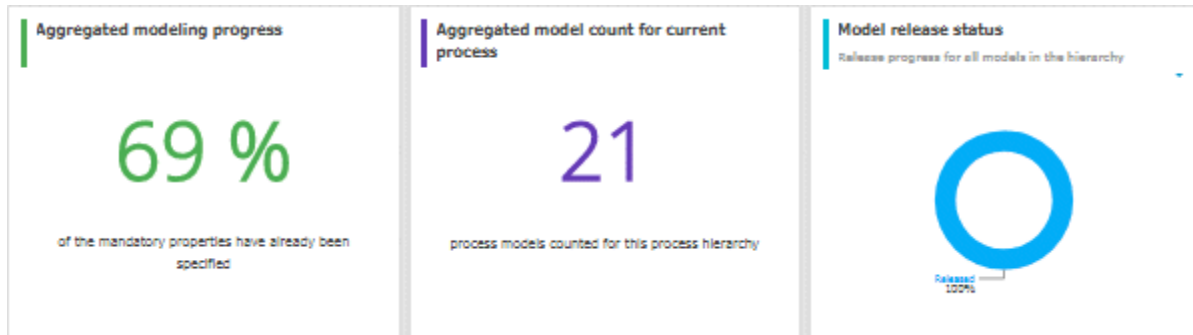 Aggregated modeling progress
69 %
of the mandatory properties have already been
specified
Aggregated model count for current
process
21
process models counted for this process hierarchy
Model release status
Release progress for all models in the hierarchy
Released
100%